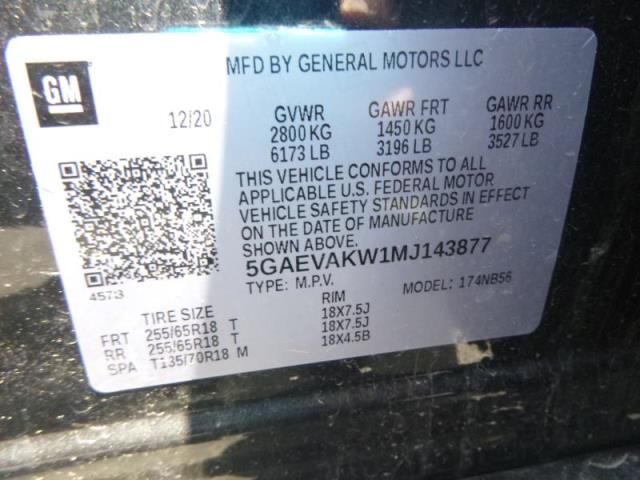 MFD BY GENERAL MOTORS LLC
GM
12/20
GVWR GAWR FRT GAWR RR
2800 KG 1450 KG 1600 KG
6173 LB 3196 LB 3527 LB
THIS VEHICLE CONFORMS TO ALL
APPLICABLE U.S. FEDERAL MOTOR
VEHICLE SAFETY STANDARDS IN EFFECT
ON THE DATE OF MANUFACTURE
SHOWN ABOVE.
5GAEVAKW1MJ143877
4573
TYPE: M.P.V. MODEL: 174NB56
TIRE SIZE RIM
FRT 255/65R18 T 18X7.5J
RR 255/65R18 T 18X7.5J
SPA T135/70R18 M 18X4.5B